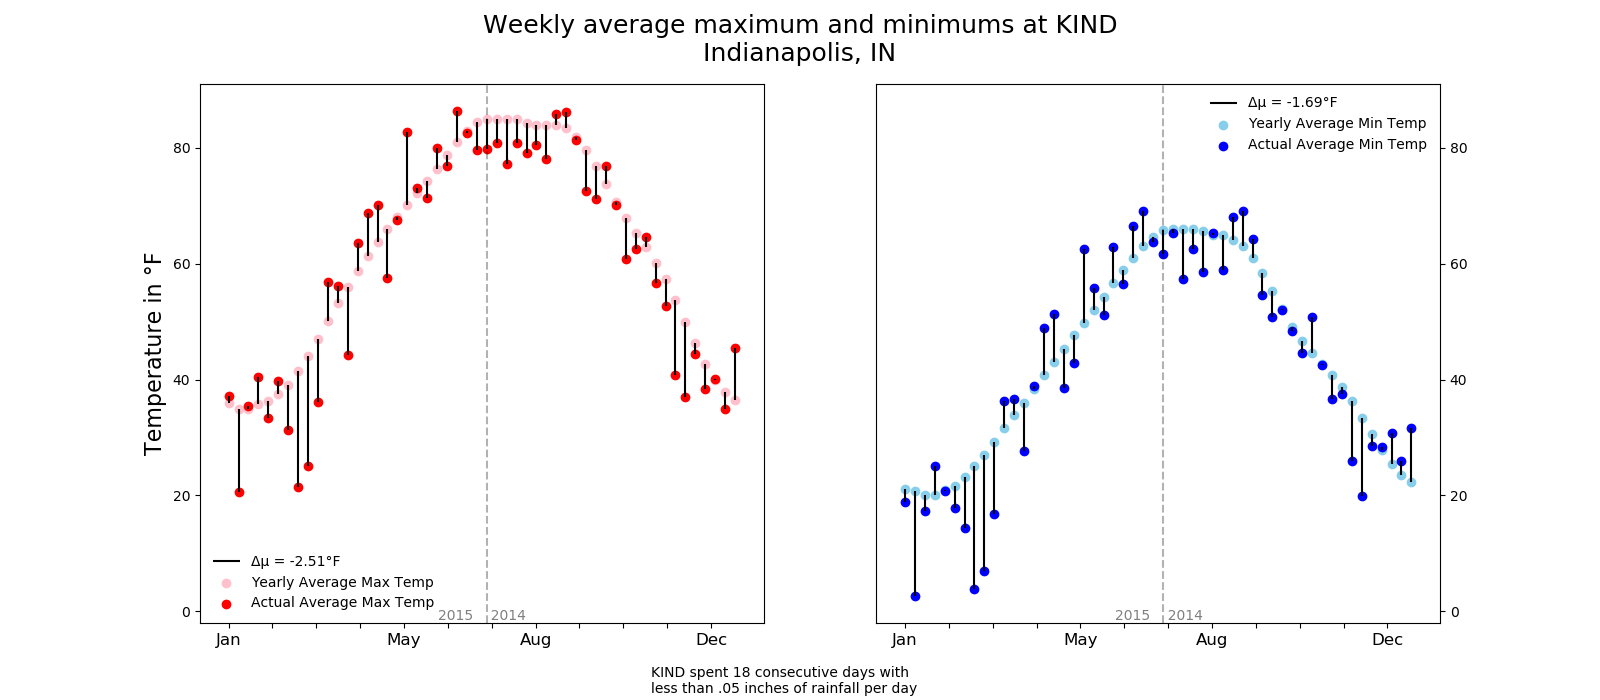 Weekly average maximum and minimums at KIND
Indianapolis, IN
Temperature in °F
80
60
40
20
0
Δμ = -2.51°F
Yearly Average Max Temp
Actual Average Max Temp
2015 2014
Jan May Aug Dec
Δμ = -1.69°F
Yearly Average Min Temp
Actual Average Min Temp
80
60
40
20
0
2015 2014
Jan May Aug Dec
KIND spent 18 consecutive days with
less than .05 inches of rainfall per day